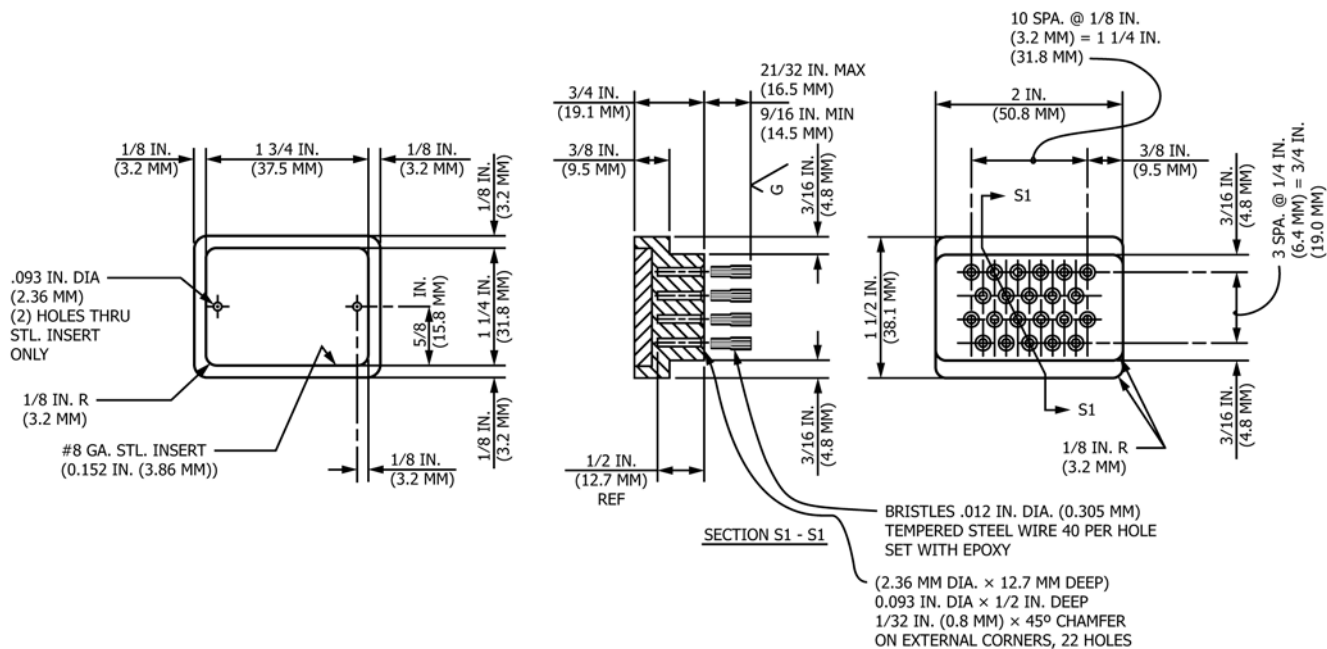 10 SPA. @ 1/8 IN.
(3.2 MM) = 1 1/4 IN.
(31.8 MM)
21/32 IN. MAX
(16.5 MM)
9/16 IN. MIN
(14.5 MM)
3/4 IN.
(19.1 MM)
2 IN.
(50.8 MM)
1/8 IN.
(3.2 MM)
1 3/4 IN.
(37.5 MM)
1/8 IN.
(3.2 MM)
1/8 IN.
(3.2 MM)
3/8 IN.
(9.5 MM)
3/16 IN.
(4.8 MM)
G
3/8 IN.
(9.5 MM)
3/16 IN.
(4.8 MM)
3 SPA. @ 1/4 IN.
(6.4 MM) = 3/4 IN.
(19.0 MM)
S1
.093 IN. DIA
(2.36 MM)
(2) HOLES THRU
STL. INSERT
ONLY
5/8 IN.
(15.8 MM)
1 1/4 IN.
(31.8 MM)
1 1/2 IN.
(38.1 MM)
1/8 IN. R
(3.2 MM)
#8 GA. STL. INSERT
(0.152 IN. (3.86 MM))
1/8 IN.
(3.2 MM)
1/8 IN.
(3.2 MM)
1/2 IN.
(12.7 MM)
REF
3/16 IN.
(4.8 MM)
S1
3/16 IN.
(4.8 MM)
1/8 IN. R
(3.2 MM)
SECTION S1 - S1
BRISTLES .012 IN. DIA. (0.305 MM)
TEMPERED STEEL WIRE 40 PER HOLE
SET WITH EPOXY
(2.36 MM DIA. × 12.7 MM DEEP)
0.093 IN. DIA × 1/2 IN. DEEP
1/32 IN. (0.8 MM) × 45º CHAMFER
ON EXTERNAL CORNERS, 22 HOLES